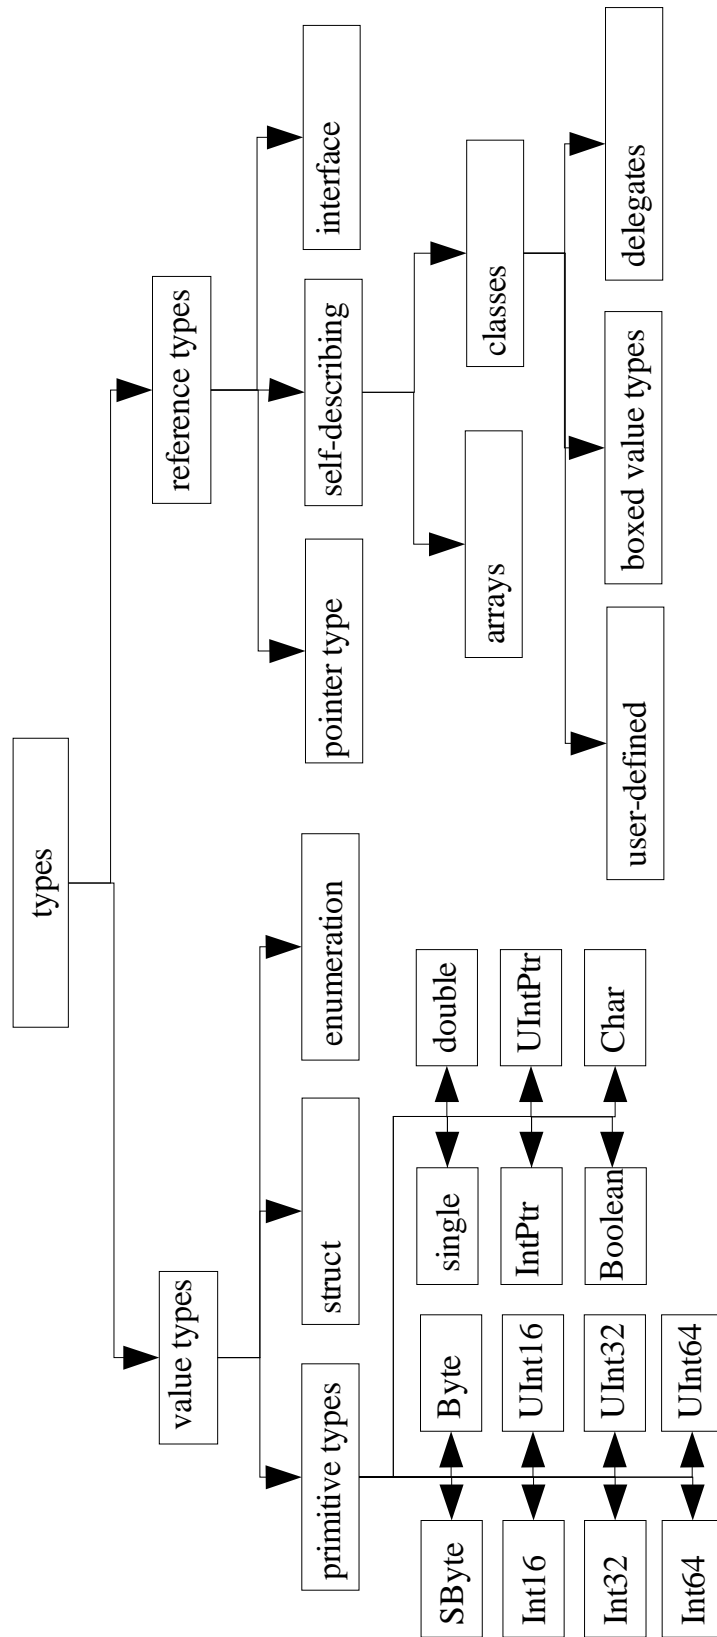 types
value types
reference types
primitive types
struct
enumeration
pointer type
self-describing
interface
SByte
Byte
single
double
arrays
classes
Int16
UInt16
IntPtr
UIntPtr
Int32
UInt32
Boolean
Char
user-defined
boxed value types
delegates
Int64
UInt64